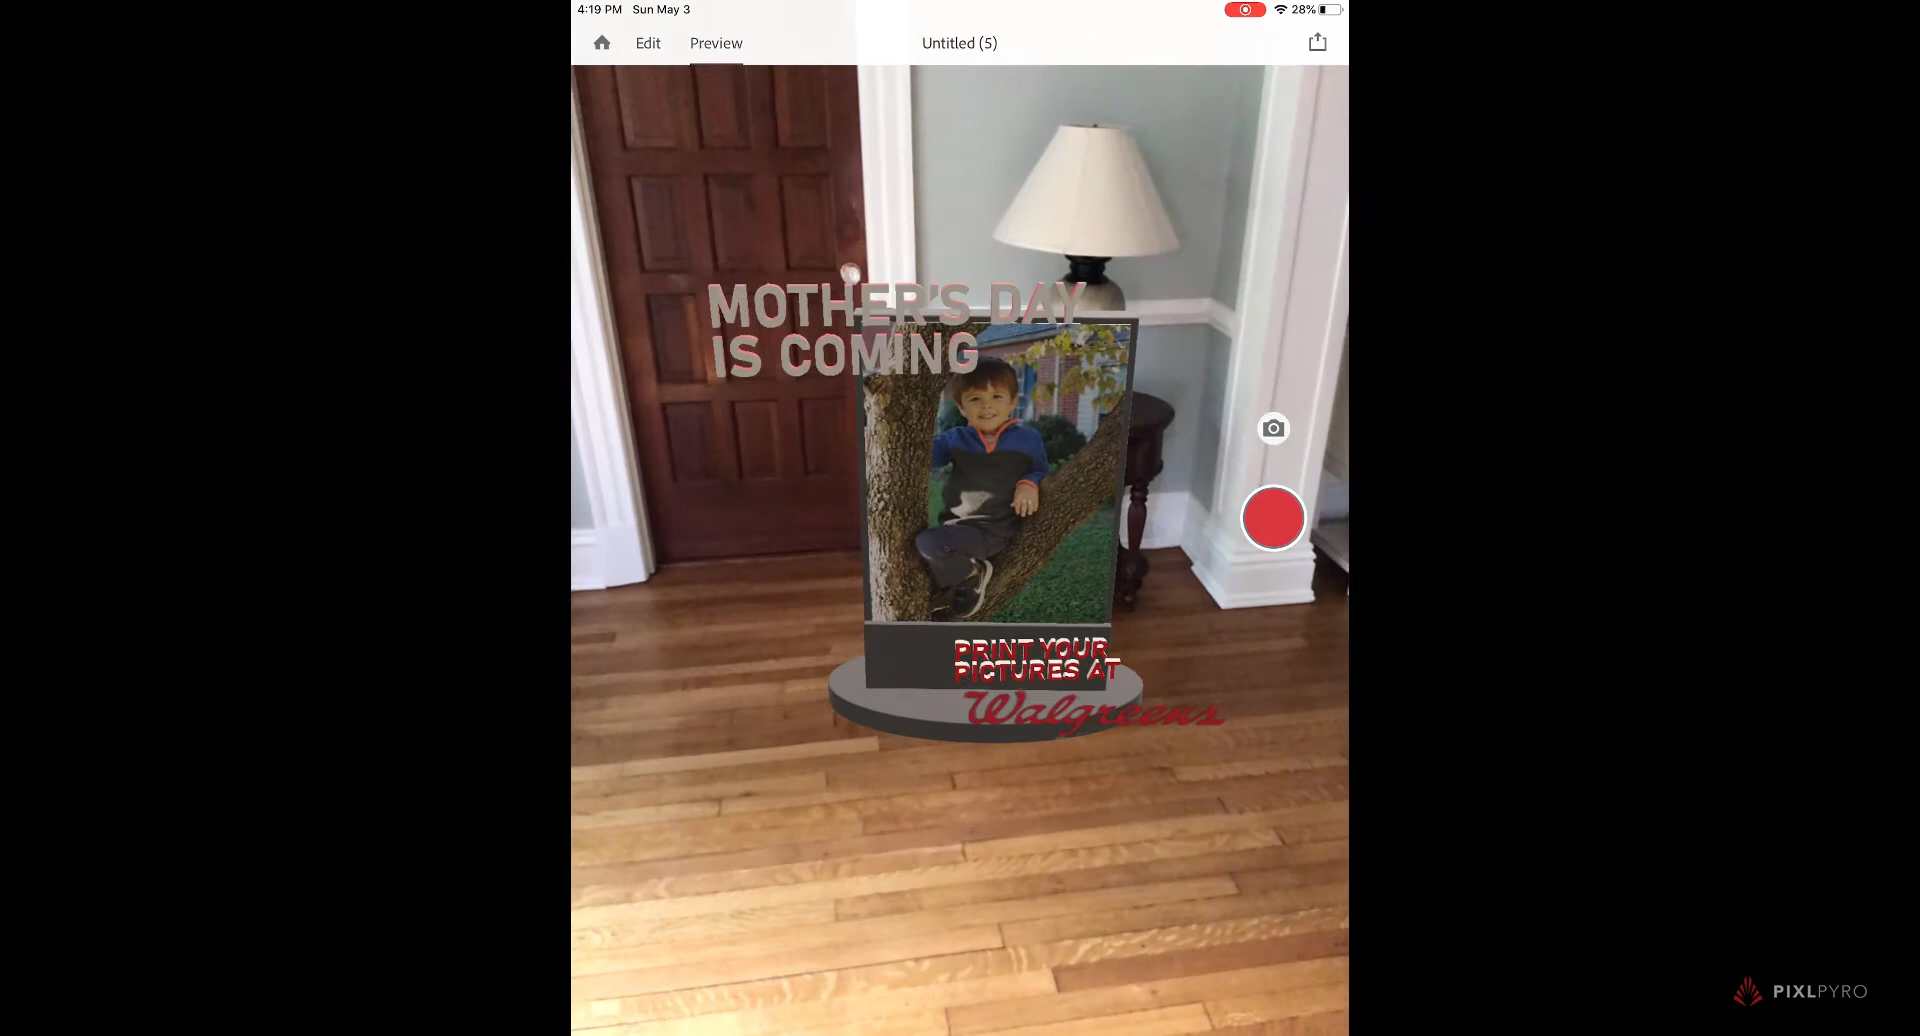 4:19 PM Sun May 3
28%
Edit Preview Untitled (5)
MOTHER'S DAY
IS COMING
PRINT YOUR
PICTURES AT
Walgreens
PIXLPYRO